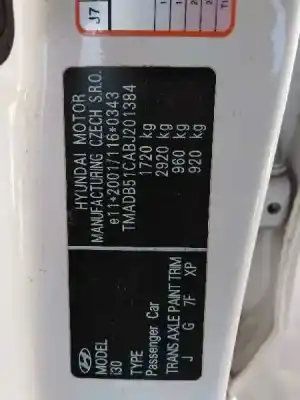 HYUNDAI MOTOR
MANUFACTURING CZECH S.R.O.
e11*2001/116*0343
TMADB51CABJ201384
1720 kg
2920 kg
960 kg
920 kg
MODEL
I30
TYPE
Passenger Car
TRANS AXLE PAINT TRIM
J G 7F XP
J7